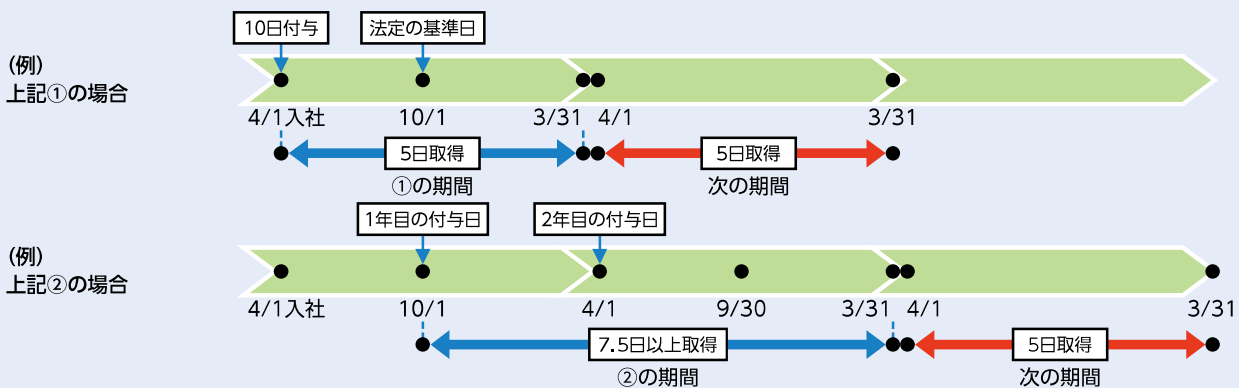 10日付与
法定の基準日
(例)
上記①の場合
4/1入社
10/1
3/31
4/1
3/31
5日取得
5日取得
①の期間
次の期間
1年目の付与日
2年目の付与日
(例)
上記②の場合
4/1入社
10/1
4/1
9/30
3/31
4/1
3/31
7.5日以上取得
5日取得
②の期間
次の期間